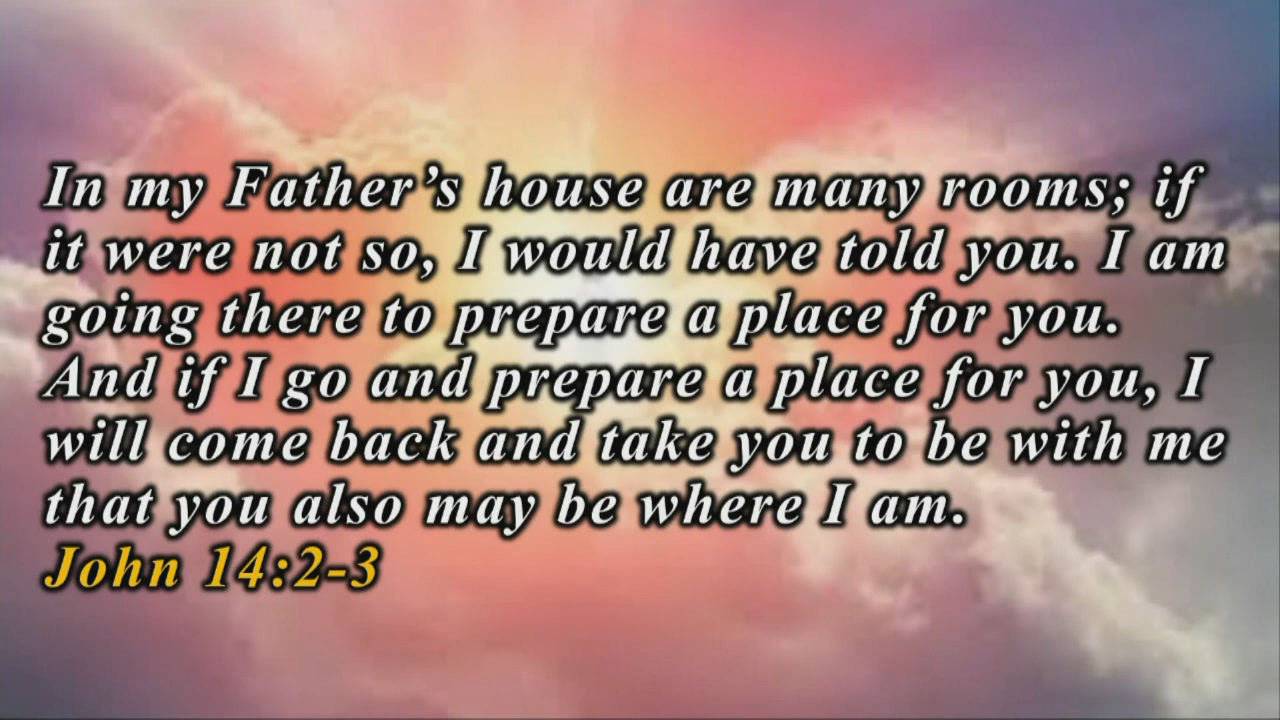 In my Father’s house are many rooms; if
it were not so, I would have told you. I am
going there to prepare a place for you.
And if I go and prepare a place for you, I
will come back and take you to be with me
that you also may be where I am.
John 14:2-3